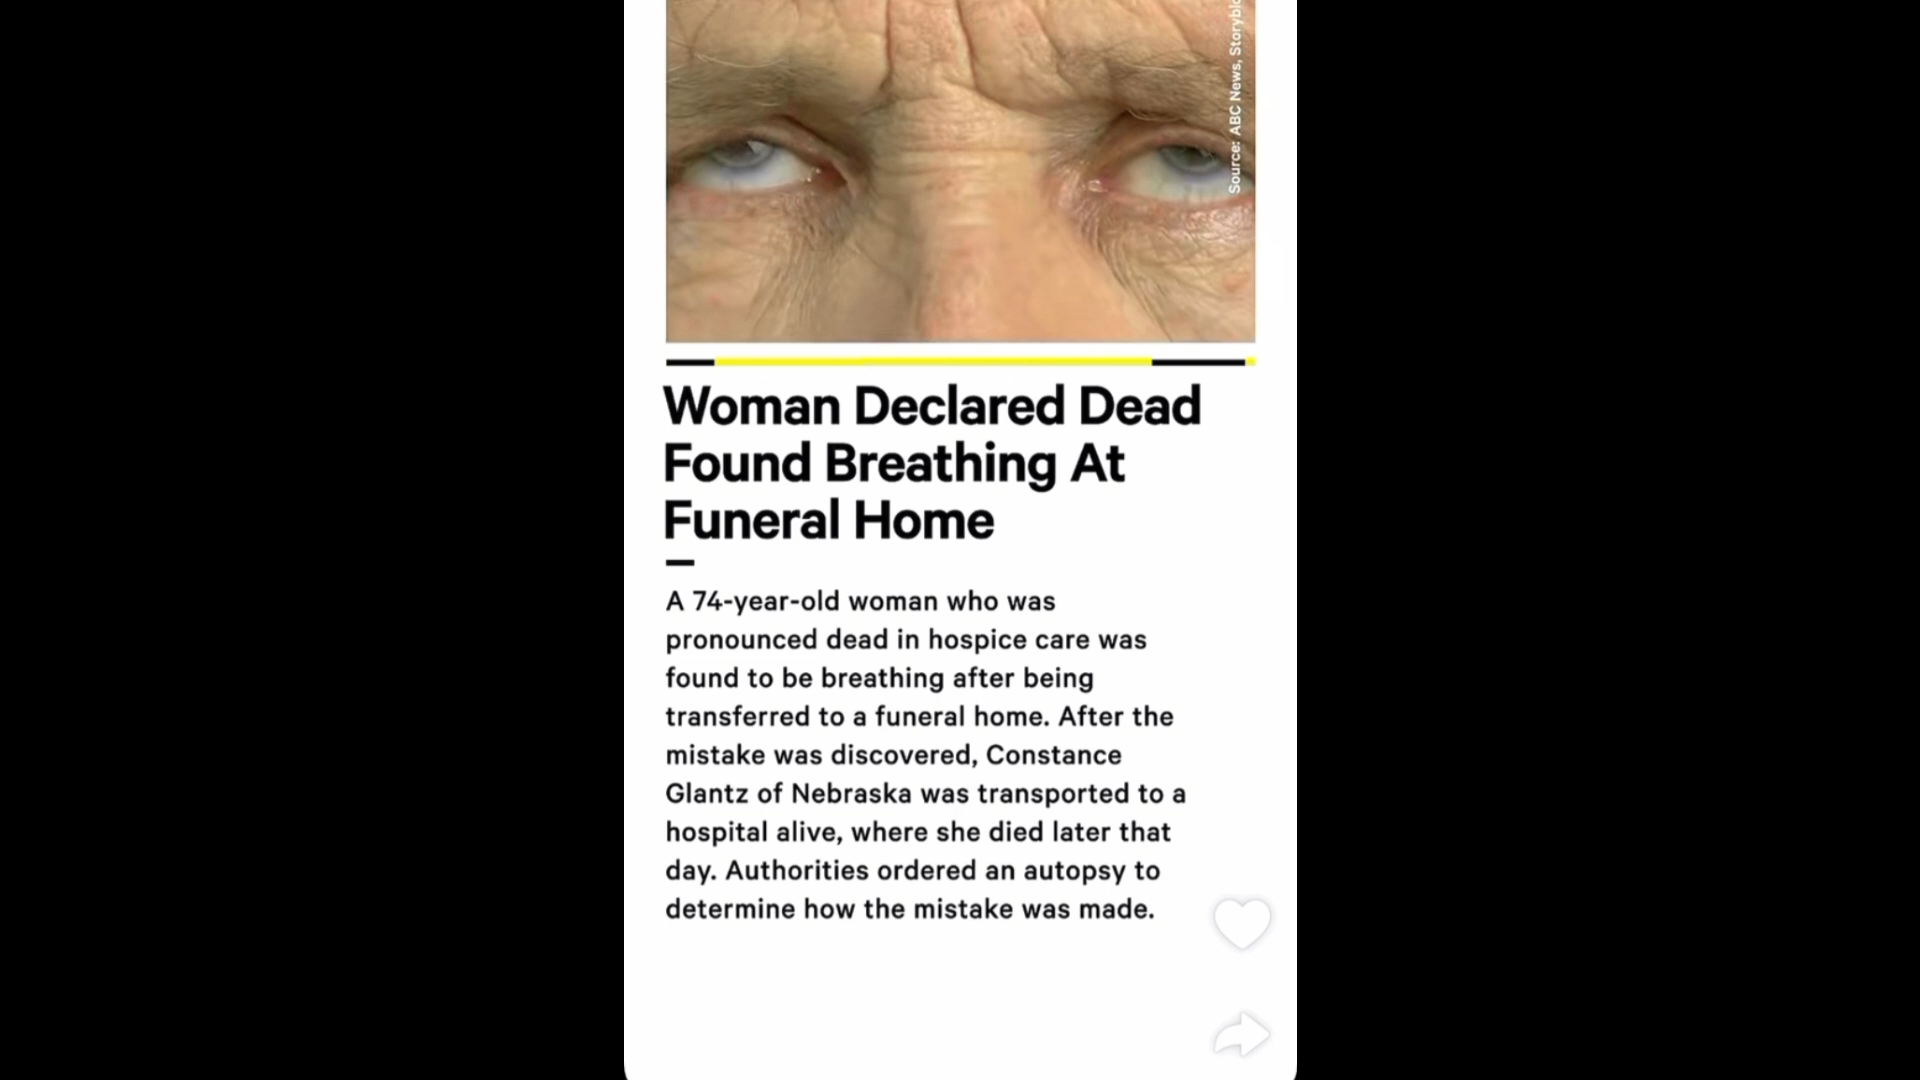 Source: ABC News,
Woman Declared Dead
Found Breathing At
Funeral Home
A 74-year-old woman who was
pronounced dead in hospice care was
found to be breathing after being
transferred to a funeral home. After the
mistake was discovered, Constance
Glantz of Nebraska was transported to a
hospital alive, where she died later that
day. Authorities ordered an autopsy to
determine how the mistake was made.